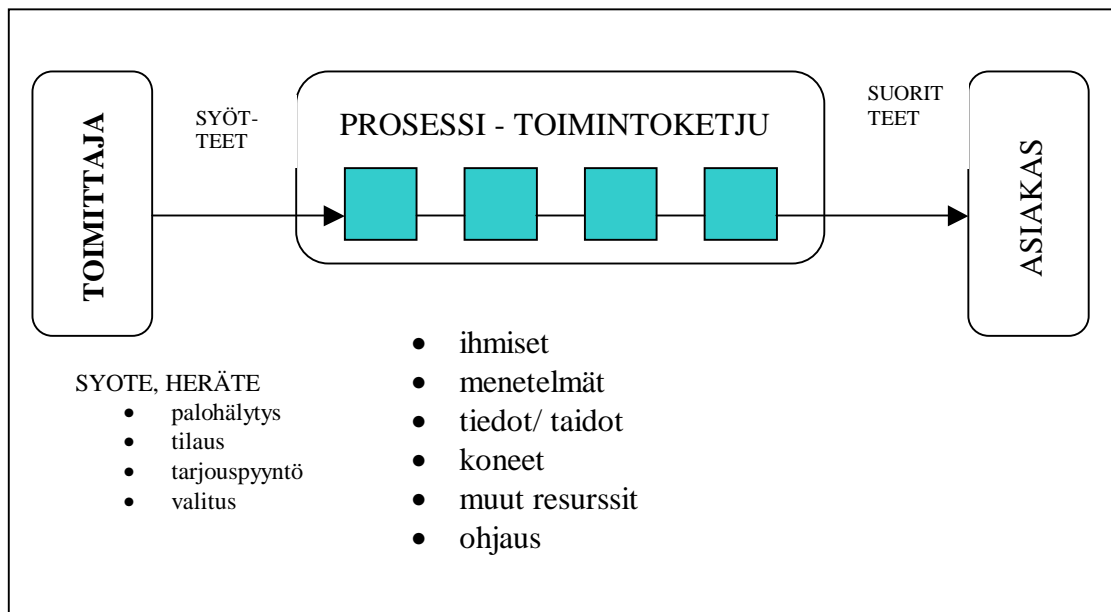 TOIMITTAJA
SYÖT-
TEET
PROSESSI - TOIMINTOKETJU
SUORIT
TEET
ASIAKAS
SYOTE, HERÄTE
• palohälytys
• tilaus
• tarjouspyyntö
• valitus
• ihmiset
• menetelmät
• tiedot/ taidot
• koneet
• muut resurssit
• ohjaus